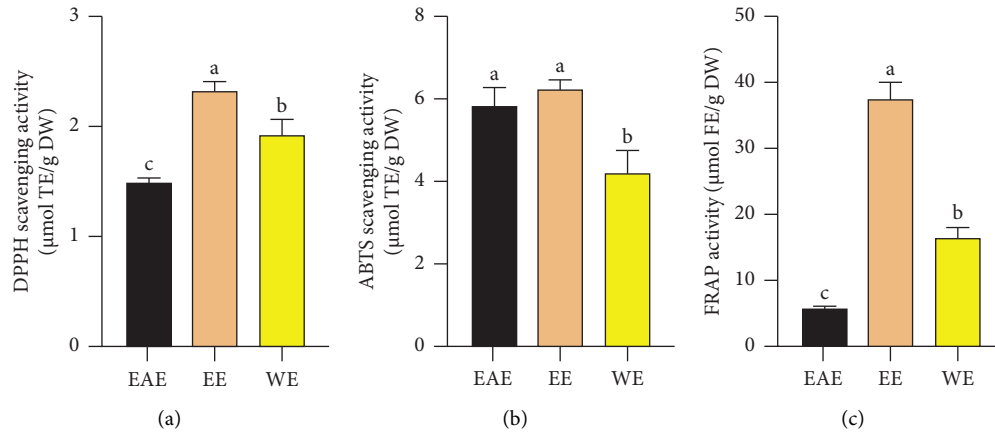 DPPH scavenging activity
(μmol TE/g DW)
3
2
1
0
c
a
b
EAE
EE
WE
(a)
ABTS scavenging activity
(μmol TE/g DW)
8
6
4
2
0
a
a
b
EAE
EE
WE
(b)
FRAP activity (μmol FE/g DW)
50
40
30
20
10
0
c
a
b
EAE
EE
WE
(c)